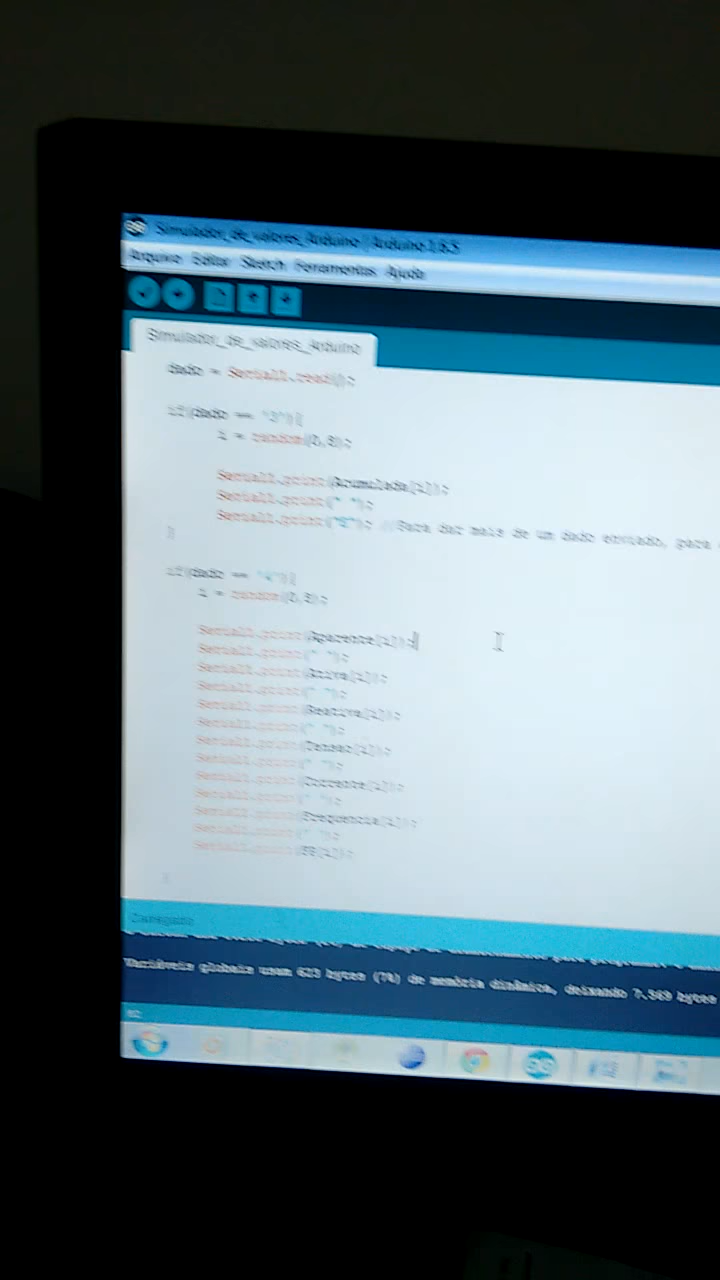 Simulador_de_valores_Arduino | Arduino 1.6.5
Arquivo Editar Sketch Ferramentas Ajuda
Simulador_de_valores_Arduino
dado = Serial1.read();
if(dado == "3"){
i = random(0,8);
Serial1.print(Acumulada[i]);
Serial1.print(" ");
Serial1.print(); //Para dar mais de um dado enviado, para
}
if(dado == "4"){
i = random(0,8);
Serial1.print(Aparente[i]);
Serial1.print(" ");
Serial1.print(Ativa[i]);
Serial1.print(" ");
Serial1.print(Reativa[i]);
Serial1.print(" ");
Serial1.print(Tensao[i]);
Serial1.print(" ");
Serial1.print(Corrente[i]);
Serial1.print(" ");
Serial1.print(Frequencia[i]);
Serial1.print(" ");
Serial1.print([i]);
}
Carregado
Variáveis globais usam 623 bytes (7%) de memória dinâmica, deixando 7.569 bytes